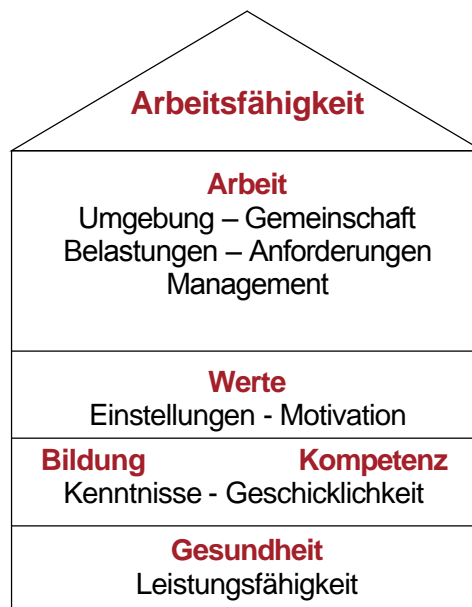 Arbeitsfähigkeit
Arbeit
Umgebung – Gemeinschaft
Belastungen – Anforderungen
Management
Werte
Einstellungen - Motivation
Bildung Kompetenz
Kenntnisse - Geschicklichkeit
Gesundheit
Leistungsfähigkeit